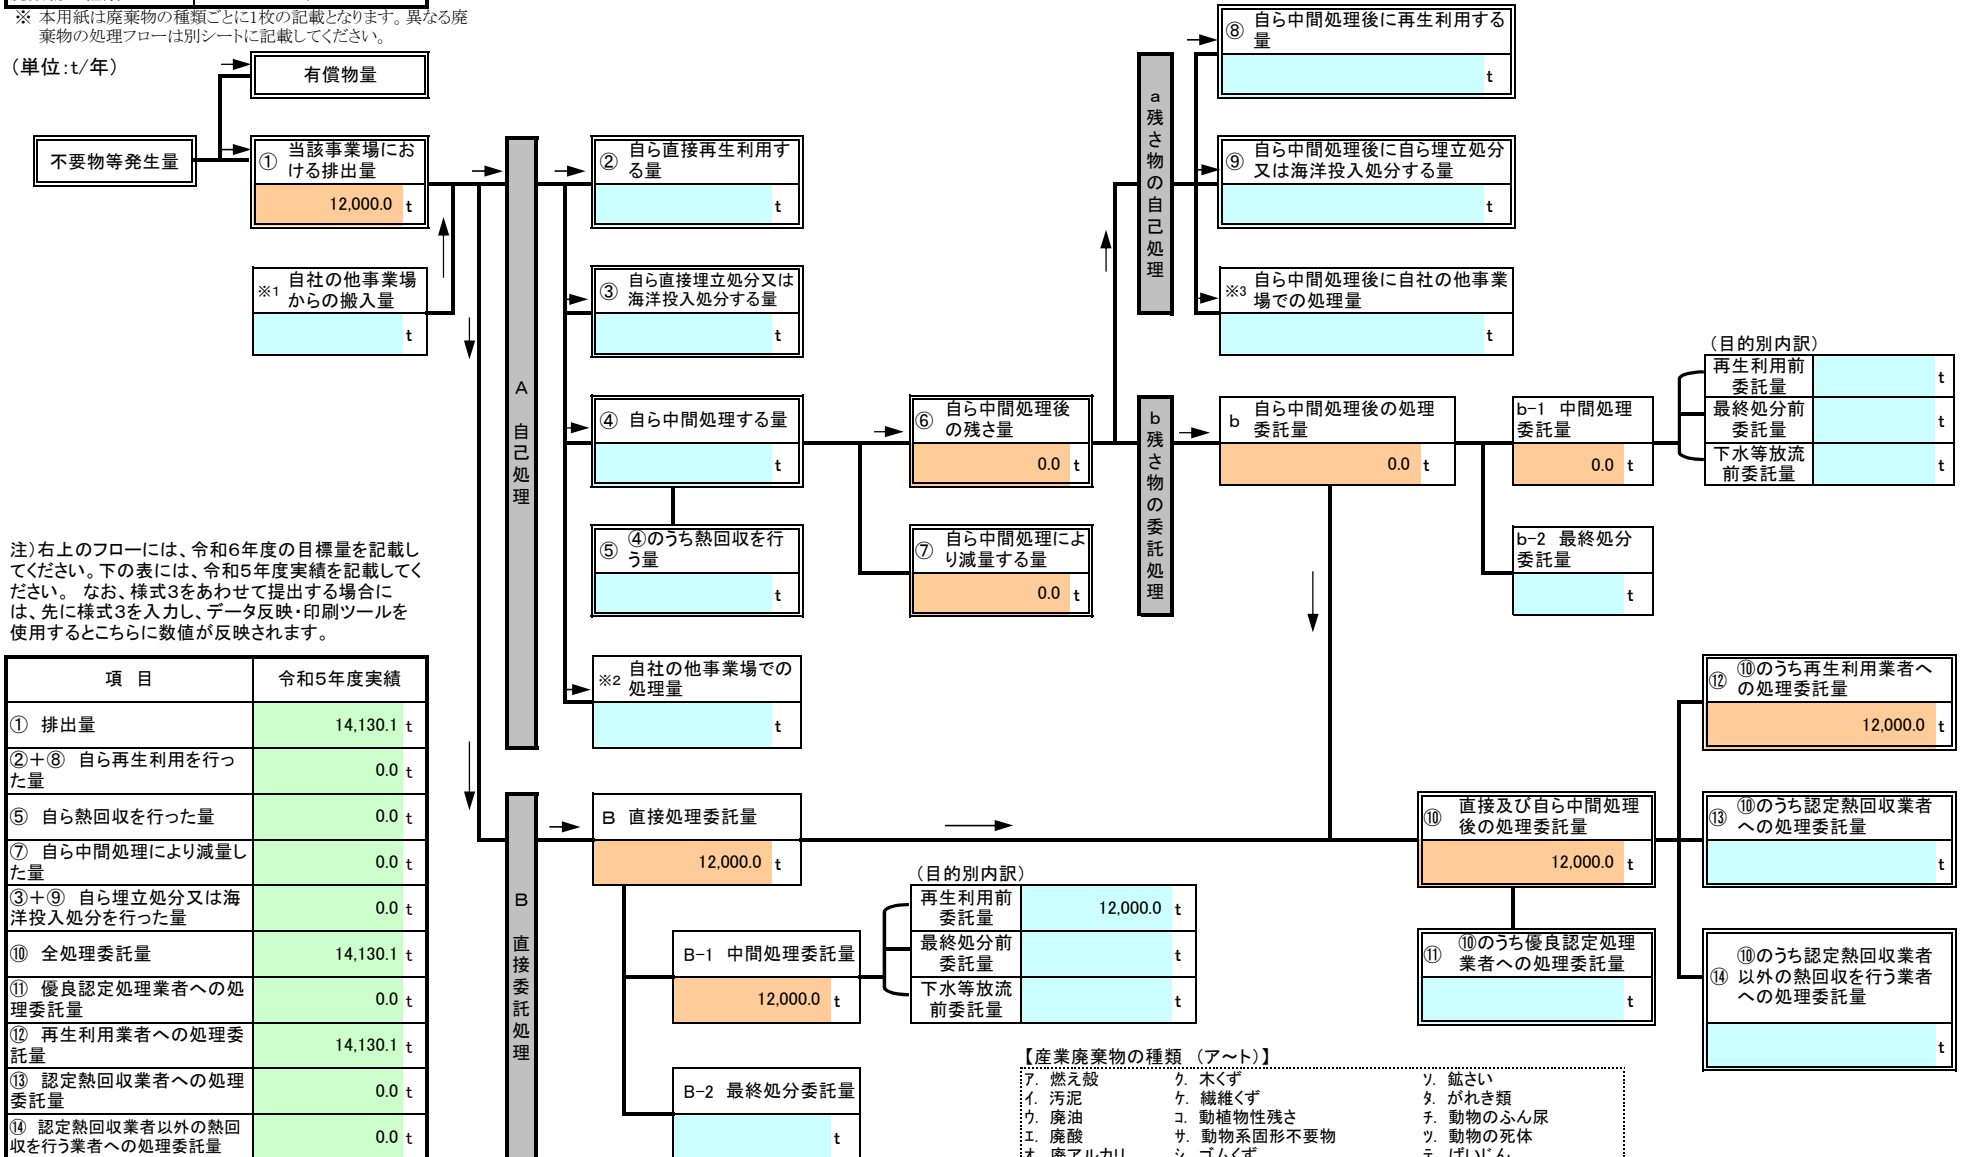 ※ 本用紙は廃棄物の種類ごとに1枚の記載となります。異なる廃
棄物の処理フローは別シートに記載してください。
（単位:t/年）
有償物量
不要物等発生量
① 当該事業場にお
ける排出量
12,000.0 t
※1 自社の他事業場
からの搬入量
t
A 自己処理
② 自ら直接再生利用す
る量
t
③ 自ら直接埋立処分又は
海洋投入処分する量
t
④ 自ら中間処理する量
t
⑤ ④のうち熱回収を行
う量
t
※2 自社の他事業場での
処理量
t
⑥ 自ら中間処理後
の残さ量
0.0 t
⑦ 自ら中間処理によ
り減量する量
0.0 t
a残さ物の自己処理
⑧ 自ら中間処理後に再生利用する
量
t
⑨ 自ら中間処理後に自ら埋立処分
又は海洋投入処分する量
t
※3 自ら中間処理後に自社の他事業
場での処理量
t
b残さ物の委託処理
b 自ら中間処理後の処理
委託量
0.0 t
b-1 中間処理
委託量
0.0 t
b-2 最終処分
委託量
t
（目的別内訳）
再生利用前
委託量
t
最終処分前
委託量
t
下水等放流
前委託量
t
注）右上のフローには、令和６年度の目標量を記載し
てください。下の表には、令和５年度実績を記載してく
ださい。 なお、様式３をあわせて提出する場合に
は、先に様式３を入力し、データ反映・印刷ツールを
使用するとこちらに数値が反映されます。
項 目 令和５年度実績
① 排出量 14,130.1 t
②＋⑧ 自ら再生利用を行っ
た量
0.0 t
⑤ 自ら熱回収を行った量 0.0 t
⑦ 自ら中間処理により減量し
た量
0.0 t
③＋⑨ 自ら埋立処分又は海
洋投入処分を行った量
0.0 t
⑩ 全処理委託量 14,130.1 t
⑪ 優良認定処理業者への処
理委託量
0.0 t
⑫ 再生利用業者への処理委
託量
14,130.1 t
⑬ 認定熱回収業者への処理
委託量
0.0 t
⑭ 認定熱回収業者以外の熱回
収を行う業者への処理委託量
0.0 t
B 直接委託処理
B 直接処理委託量
12,000.0 t
B-1 中間処理委託量
12,000.0 t
B-2 最終処分委託量
t
（目的別内訳）
再生利用前
委託量
12,000.0 t
最終処分前
委託量
t
下水等放流
前委託量
t
⑩ 直接及び自ら中間処理
後の処理委託量
12,000.0 t
⑪ ⑩のうち優良認定処理
業者への処理委託量
t
⑫ ⑩のうち再生利用業者へ
の処理委託量
12,000.0 t
⑬ ⑩のうち認定熱回収業者
への処理委託量
t
⑭ ⑩のうち認定熱回収業者
以外の熱回収を行う業者
への処理委託量
t
【産業廃棄物の種類 （ア～ト）】
ア. 燃え殻 ク. 木くず ソ. 鉱さい
イ. 汚泥 ケ. 繊維くず タ. がれき類
ウ. 廃油 コ. 動植物性残さ チ. 動物のふん尿
エ. 廃酸 サ. 動物系固形不要物 ツ. 動物の死体
オ. 廃アルカリ シ. ゴムくず テ. ばいじん